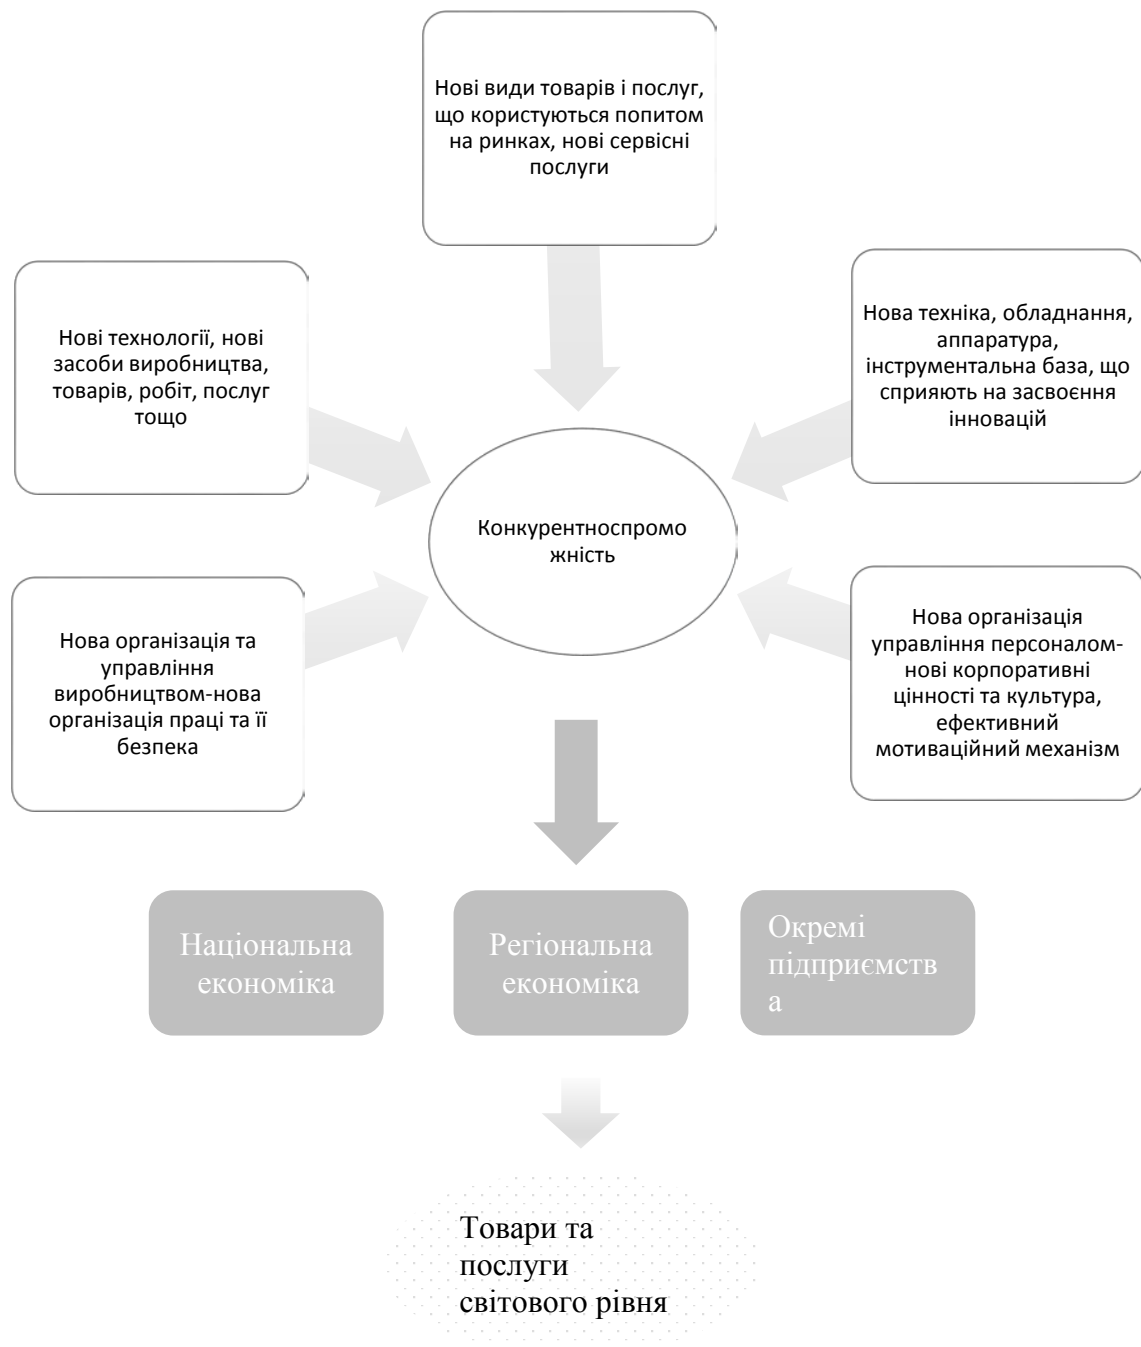 Нові види товарів і послуг,
що користуються попитом
на ринках, нові сервісні
послуги
Нові технології, нові
засоби виробництва,
товарів, робіт, послуг
тощо
Нова техніка, обладнання,
аппаратура,
інструментальна база, що
сприяють на засвоєння
інновацій
Конкурентноспромо
жність
Нова організація та
управління
виробництвом-нова
організація праці та її
безпека
Нова організація
управління персоналом-
нові корпоративні
цінності та культура,
ефективний
мотиваційний механізм
Національна
економіка
Регіональна
економіка
Окремі
підприємств
а
Товари та
послуги
світового рівня